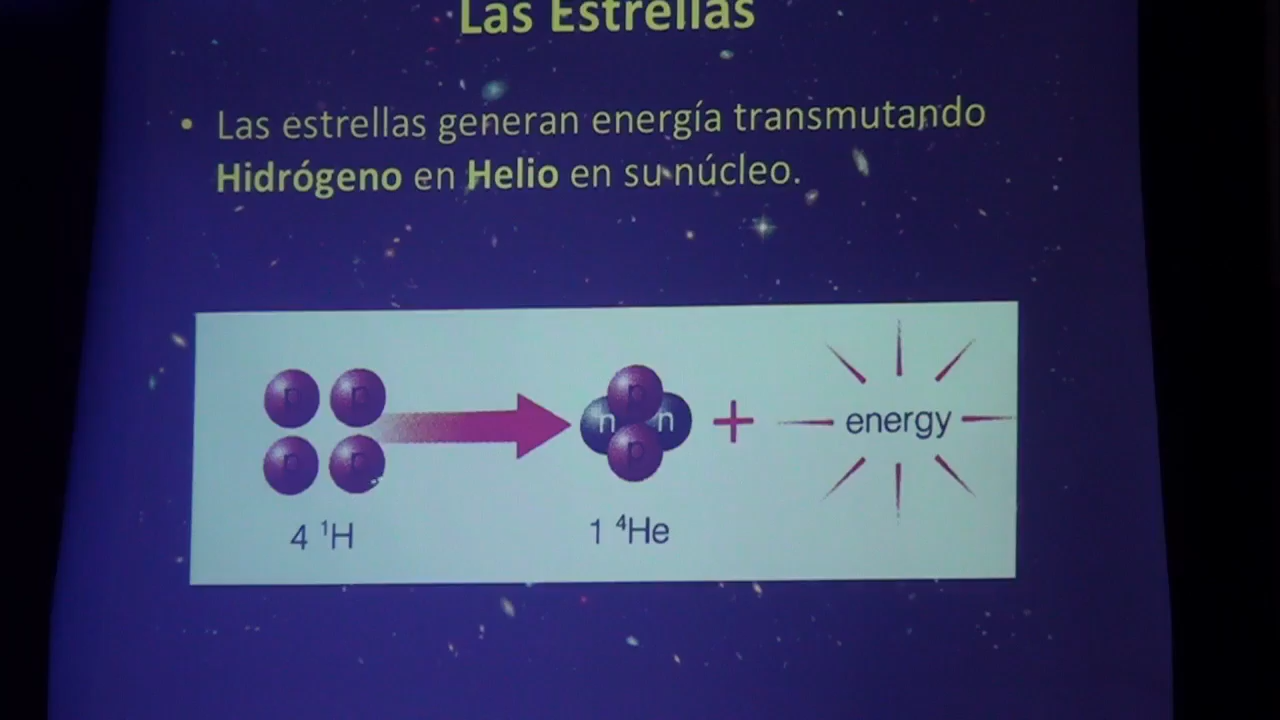 Las Estrellas
• Las estrellas generan energía transmutando
Hidrógeno en Helio en su núcleo.
p p
p p
p
n n
p
+
energy
4 ¹H
1 ⁴He